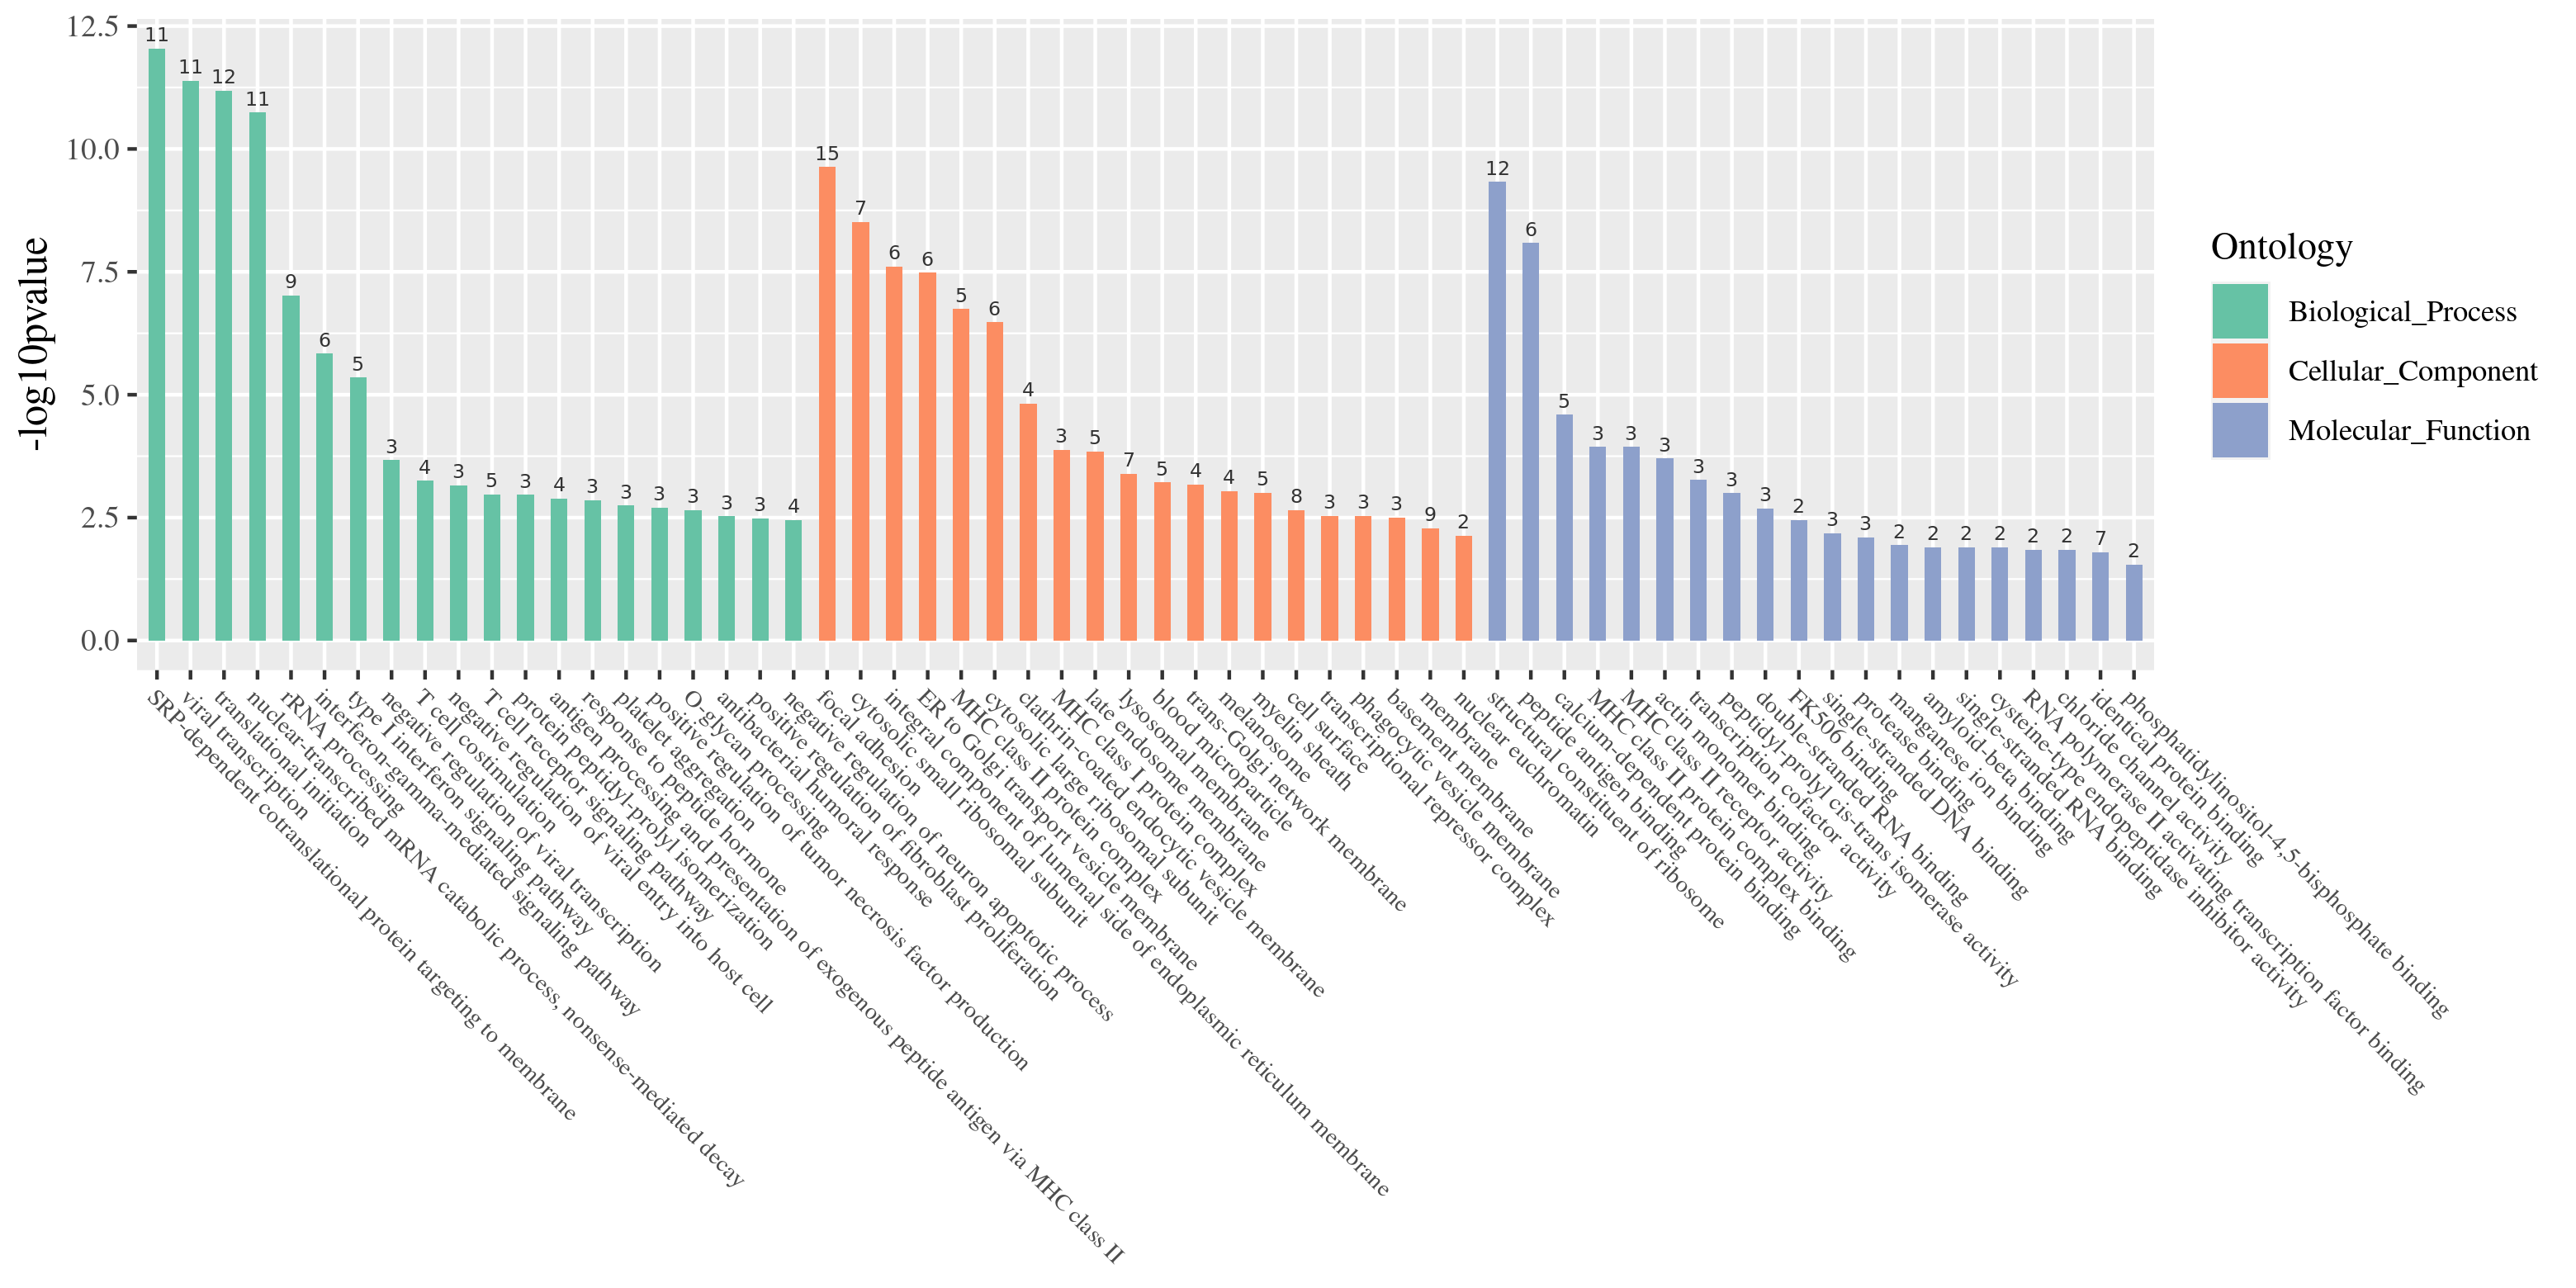 -log10pvalue
12.5
10.0
7.5
5.0
2.5
0.0
11
11
12
11
9
6
5
3
4
3
5
3
4
3
3
3
3
3
3
4
15
7
6
6
5
6
4
3
5
7
5
4
4
5
8
3
3
3
9
2
12
6
5
3
3
3
3
3
3
2
3
3
2
2
2
2
2
2
7
2
SRP-dependent cotranslational protein targeting to membrane
viral transcription
translational initiation
nuclear-transcribed mRNA catabolic process, nonsense-mediated decay
rRNA processing
interferon-gamma-mediated signaling pathway
type I interferon signaling pathway
negative regulation of viral transcription
T cell costimulation
negative regulation of viral entry into host cell
T cell receptor signaling pathway
protein peptidyl-prolyl isomerization
antigen processing and presentation of exogenous peptide antigen via MHC class II
response to peptide hormone
platelet aggregation
positive regulation of tumor necrosis factor production
O-glycan processing
antibacterial humoral response
positive regulation of fibroblast proliferation
negative regulation of neuron apoptotic process
focal adhesion
cytosolic small ribosomal subunit
integral component of lumenal side of endoplasmic reticulum membrane
ER to Golgi transport vesicle membrane
MHC class II protein complex
cytosolic large ribosomal subunit
clathrin-coated endocytic vesicle membrane
MHC class I protein complex
late endosome membrane
lysosomal membrane
blood microparticle
trans-Golgi network membrane
melanosome
myelin sheath
cell surface
transcriptional repressor complex
phagocytic vesicle membrane
basement membrane
membrane
nuclear euchromatin
structural constituent of ribosome
peptide antigen binding
calcium-dependent protein binding
MHC class II protein complex binding
MHC class II receptor activity
actin monomer binding
transcription cofactor activity
peptidyl-prolyl cis-trans isomerase activity
double-stranded RNA binding
FK506 binding
single-stranded DNA binding
protease binding
manganese ion binding
amyloid-beta binding
single-stranded RNA binding
cysteine-type endopeptidase inhibitor activity
RNA polymerase II activating transcription factor binding
chloride channel activity
identical protein binding
phosphatidylinositol-4,5-bisphosphate binding
Ontology
Biological_Process
Cellular_Component
Molecular_Function